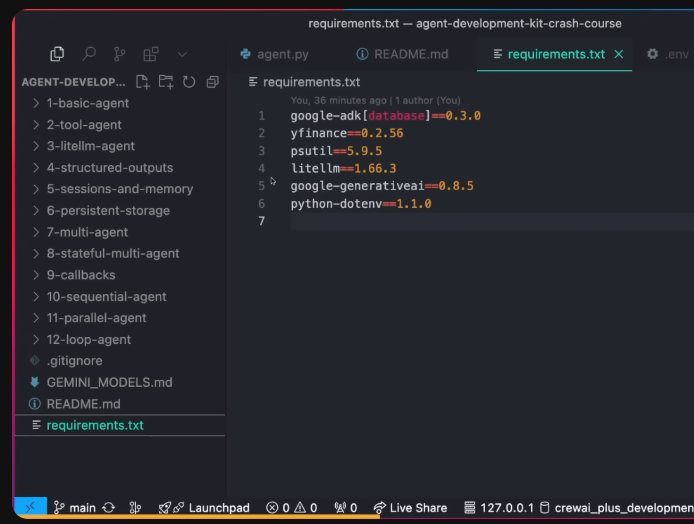 requirements.txt — agent-development-kit-crash-course
agent.py
README.md
requirements.txt
.env
AGENT-DEVELOP...
requirements.txt
1-basic-agent
2-tool-agent
3-litellm-agent
4-structured-outputs
5-sessions-and-memory
6-persistent-storage
7-multi-agent
8-stateful-multi-agent
9-callbacks
10-sequential-agent
11-parallel-agent
12-loop-agent
.gitignore
GEMINI_MODELS.md
README.md
requirements.txt
You, 36 minutes ago | 1 author (You)
1 google-adk[database]==0.3.0
2 yfinance==0.2.56
3 psutil==5.9.5
4 litellm==1.66.3
5 google-generativeai==0.8.5
6 python-dotenv==1.1.0
7
main Launchpad 0 0 0 Live Share 127.0.0.1 crewai_plus_developmen